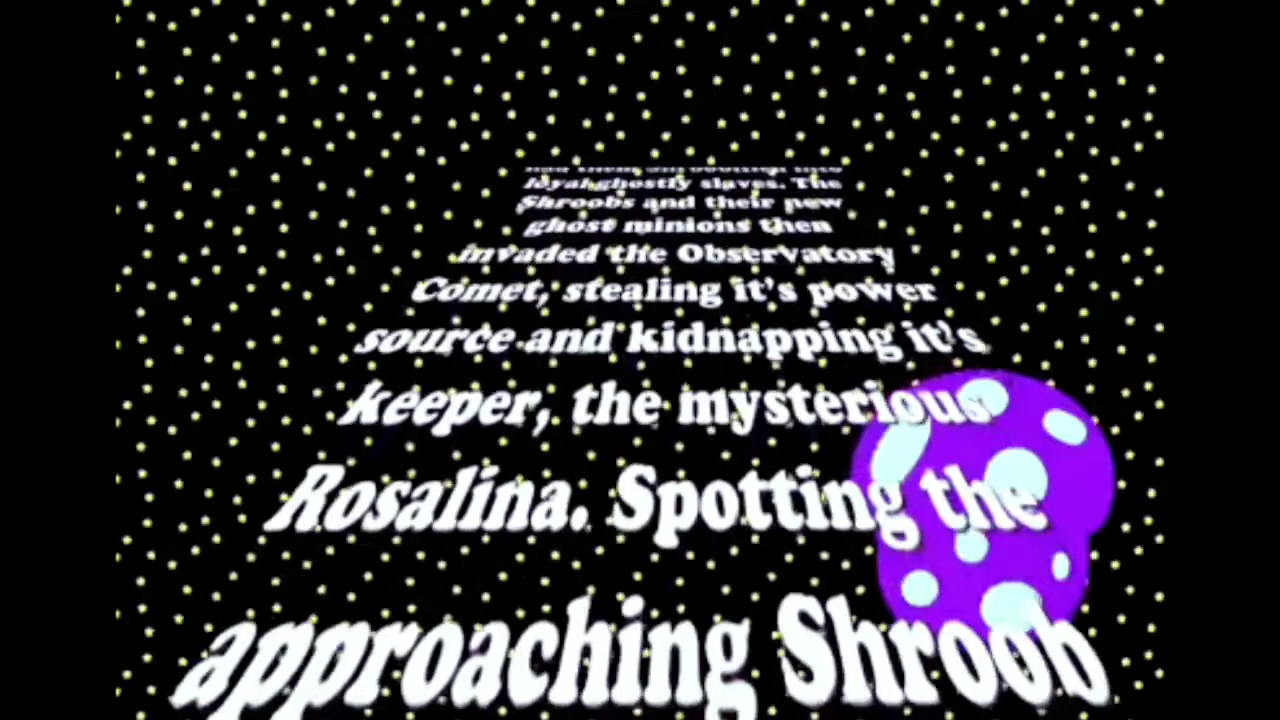 loyal ghostly slaves. The
Shroobs and their new
ghost minions then
invaded the Observatory
Comet, stealing it's power
source and kidnapping it's
keeper, the mysterious
Rosalina. Spotting the
approaching Shroob